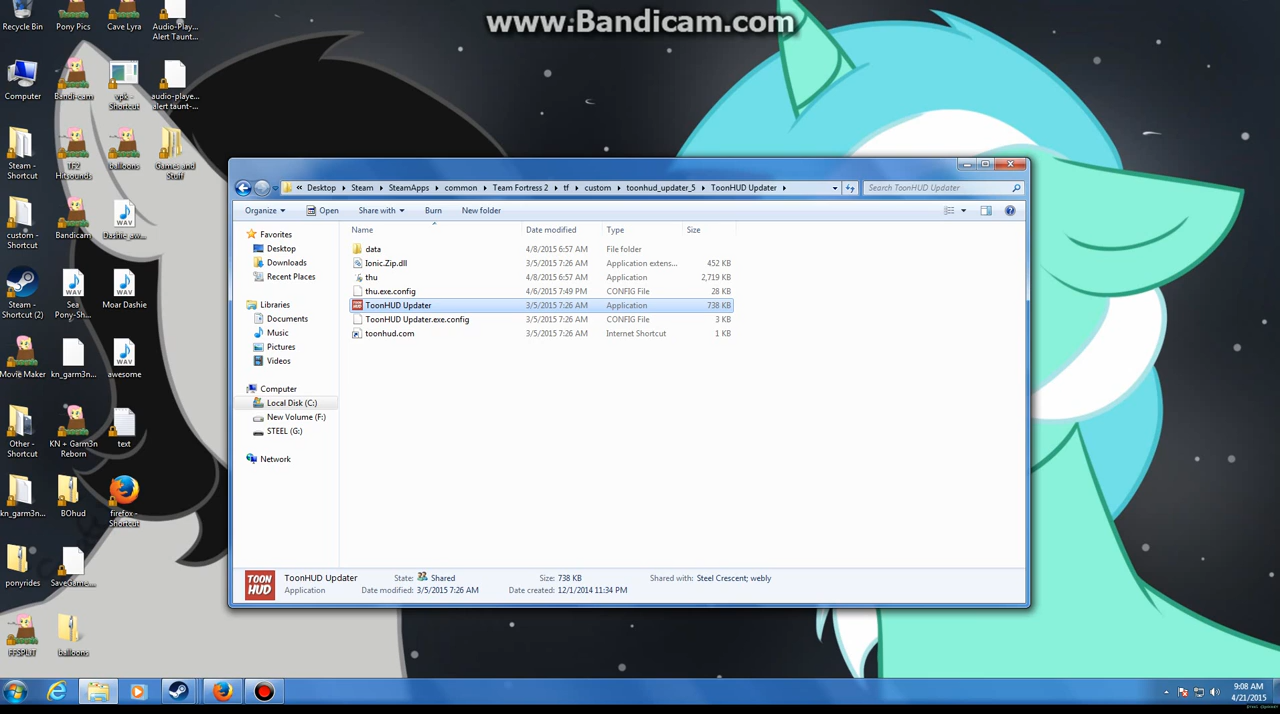 www.Bandicam.com
Recycle Bin
Pony Pics
Cave Lyra
Audio-Play...
Alert Taunt-...
Computer
Bandi-cam
vpk -
Shortcut
audio-playe...
alert taunt-...
Steam -
Shortcut
TF2
Hitsounds
balloons
Games and
Stuff
custom -
Shortcut
Bandicam
Dashie_aw...
Steam -
Shortcut (2)
Sea
Pony-Sh...
Moar Dashie
Movie Maker
kn_garm3n...
awesome
Other -
Shortcut
KN + Garm3n
Reborn
text
kn_garm3n...
BOhud
firefox -
Shortcut
ponyrides
SaveGame....
FFSPLIT
balloons
« Desktop Steam SteamApps common Team Fortress 2 tf custom toonhud_updater_5 ToonHUD Updater
Search ToonHUD Updater
Organize Open Share with Burn New folder
Name Date modified Type Size
Favorites
Desktop
Downloads
Recent Places
Libraries
Documents
Music
Pictures
Videos
Computer
Local Disk (C:)
New Volume (F:)
STEEL (G:)
Network
data 4/8/2015 6:57 AM File folder
Ionic.Zip.dll 3/5/2015 7:26 AM Application extens... 452 KB
thu 4/8/2015 6:57 AM Application 2,719 KB
thu.exe.config 4/6/2015 7:49 PM CONFIG File 28 KB
ToonHUD Updater 3/5/2015 7:26 AM Application 738 KB
ToonHUD Updater.exe.config 3/5/2015 7:26 AM CONFIG File 3 KB
toonhud.com 3/5/2015 7:26 AM Internet Shortcut 1 KB
TOON
HUD
ToonHUD Updater State: Shared Size: 738 KB Shared with: Steel Crescent; webly
Application Date modified: 3/5/2015 7:26 AM Date created: 12/1/2014 11:34 PM
9:08 AM
4/21/2015